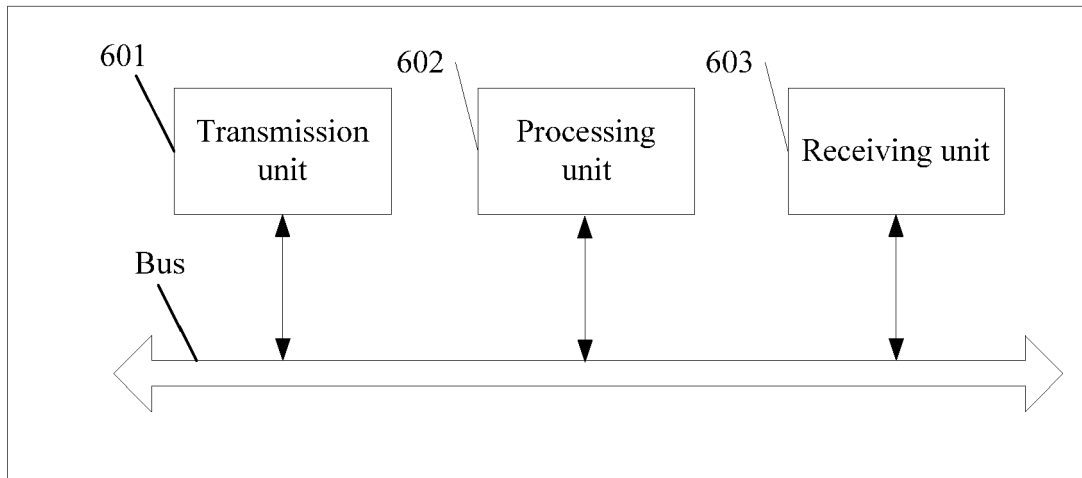 601
602
603
Transmission
unit
Processing
unit
Receiving unit
Bus